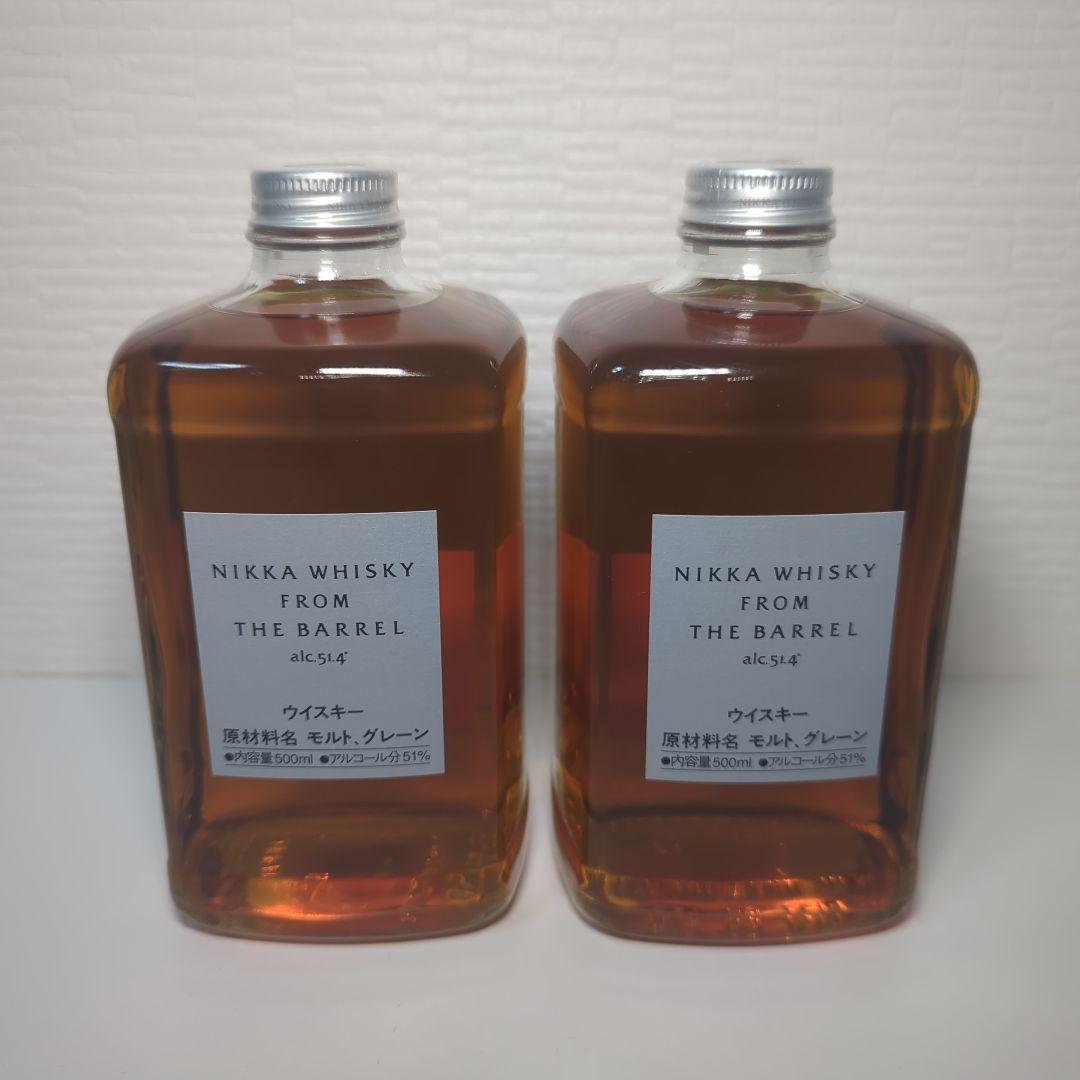 NIKKA WHISKY
FROM
THE BARREL
alc.51.4°
ウイスキー
原材料名 モルト、グレーン
●内容量500ml ●アルコール分51%
NIKKA WHISKY
FROM
THE BARREL
alc.51.4°
ウイスキー
原材料名 モルト、グレーン
●内容量500ml ●アルコール分51%